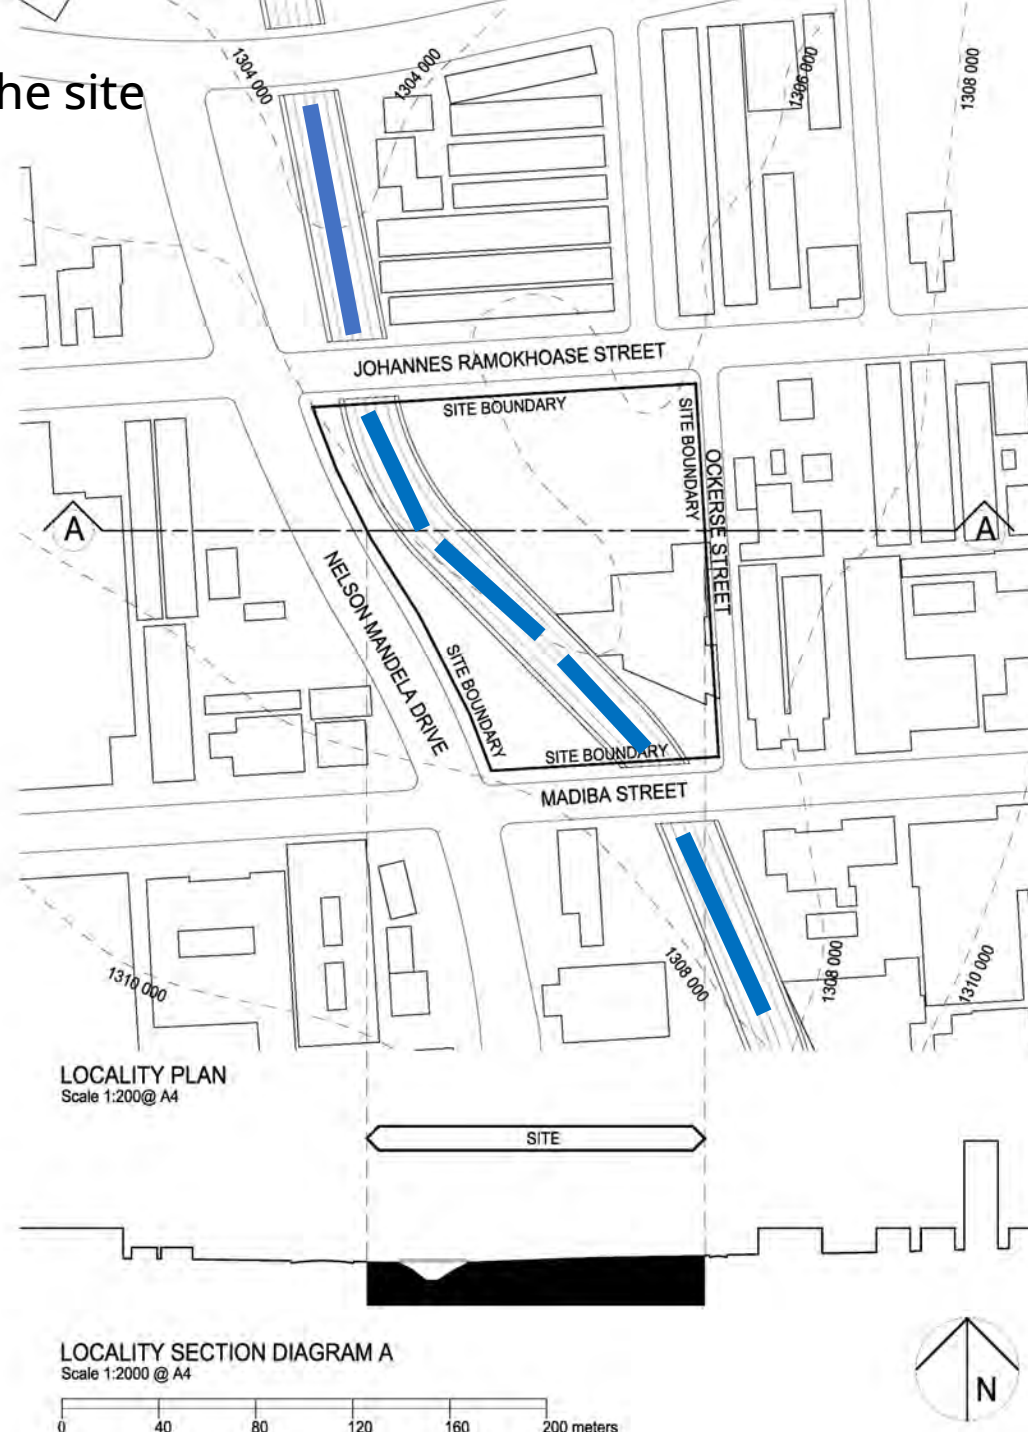 he site
1304 000
1304 000
1306 000
1308 000
JOHANNES RAMOKHOASE STREET
SITE BOUNDARY
SITE BOUNDARY
OCKERSE STREET
A
A
NELSON MANDELA DRIVE
SITE BOUNDARY
SITE BOUNDARY
MADIBA STREET
1310 000
1308 000
1308 000
1310 000
LOCALITY PLAN
Scale 1:200@ A4
SITE
LOCALITY SECTION DIAGRAM A
Scale 1:2000 @ A4
N
0 40 80 120 160 200 meters